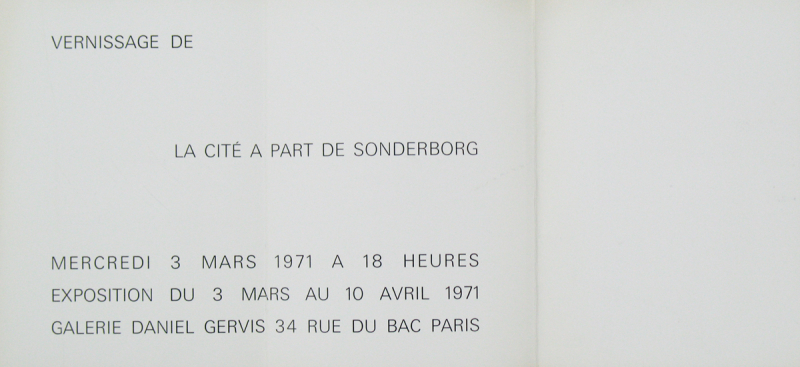 VERNISSAGE DE
LA CITÉ A PART DE SONDERBORG
MERCREDI 3 MARS 1971 A 18 HEURES
EXPOSITION DU 3 MARS AU 10 AVRIL 1971
GALERIE DANIEL GERVIS 34 RUE DU BAC PARIS